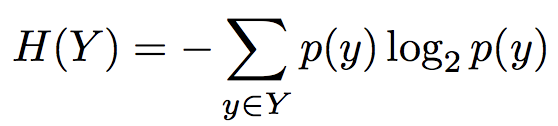 H(Y) = − ∑ p(y) log₂ p(y)
y∈Y